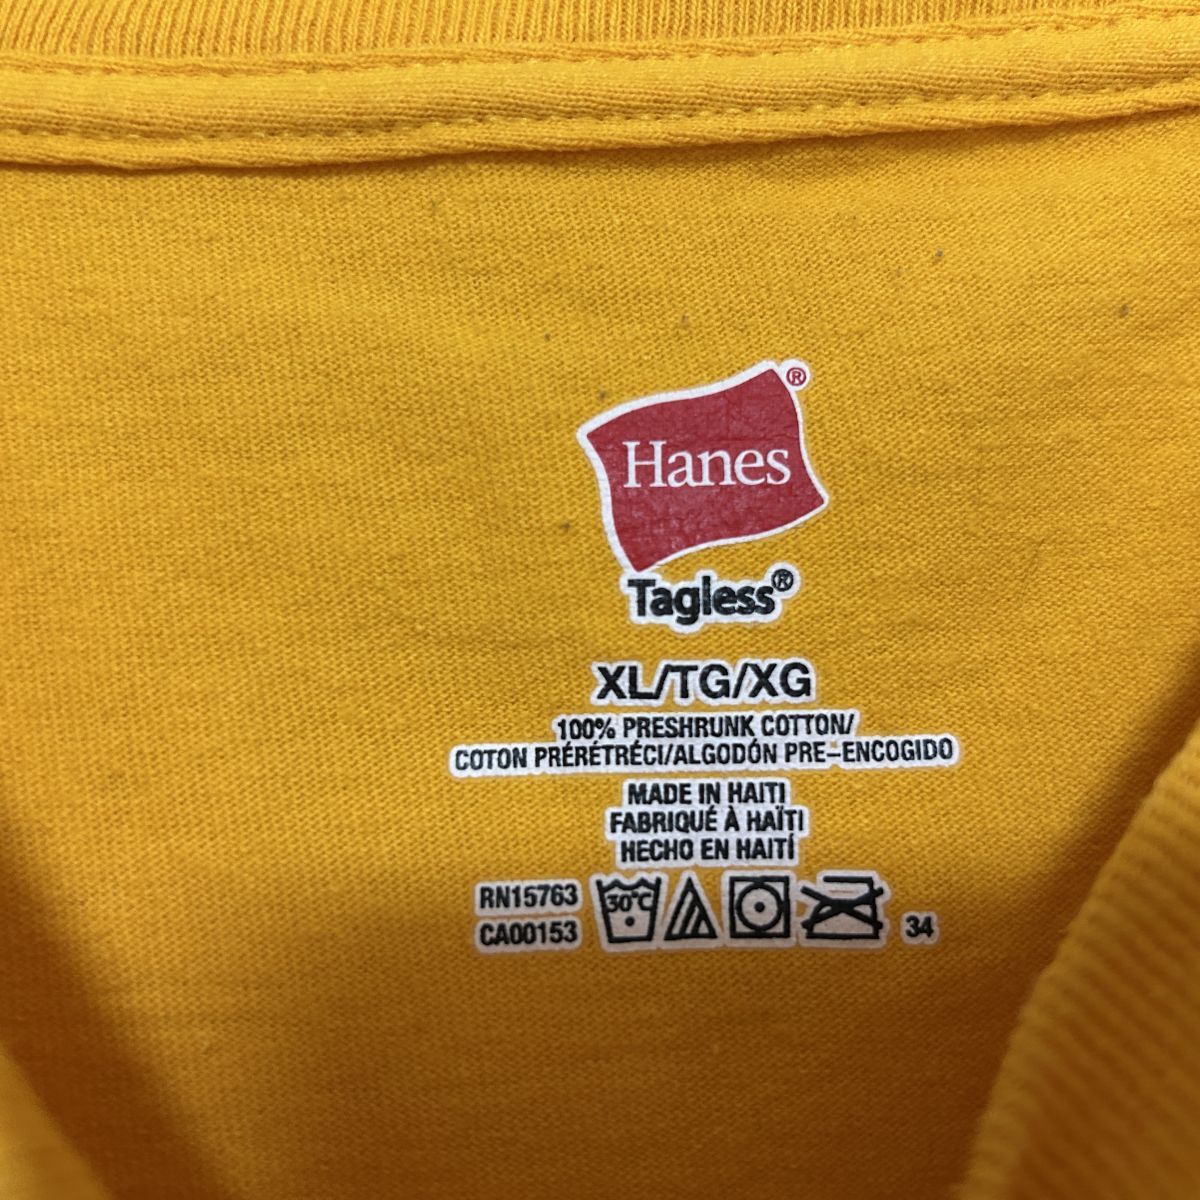 Hanes®
Tagless®
XL/TG/XG
100% PRESHRUNK COTTON/
COTON PRÉRÉTRÉCI/ALGODÓN PRE-ENCOGIDO
MADE IN HAITI
FABRIQUÉ À HAÏTI
HECHO EN HAITÍ
RN15763 30°C
CA00153 34